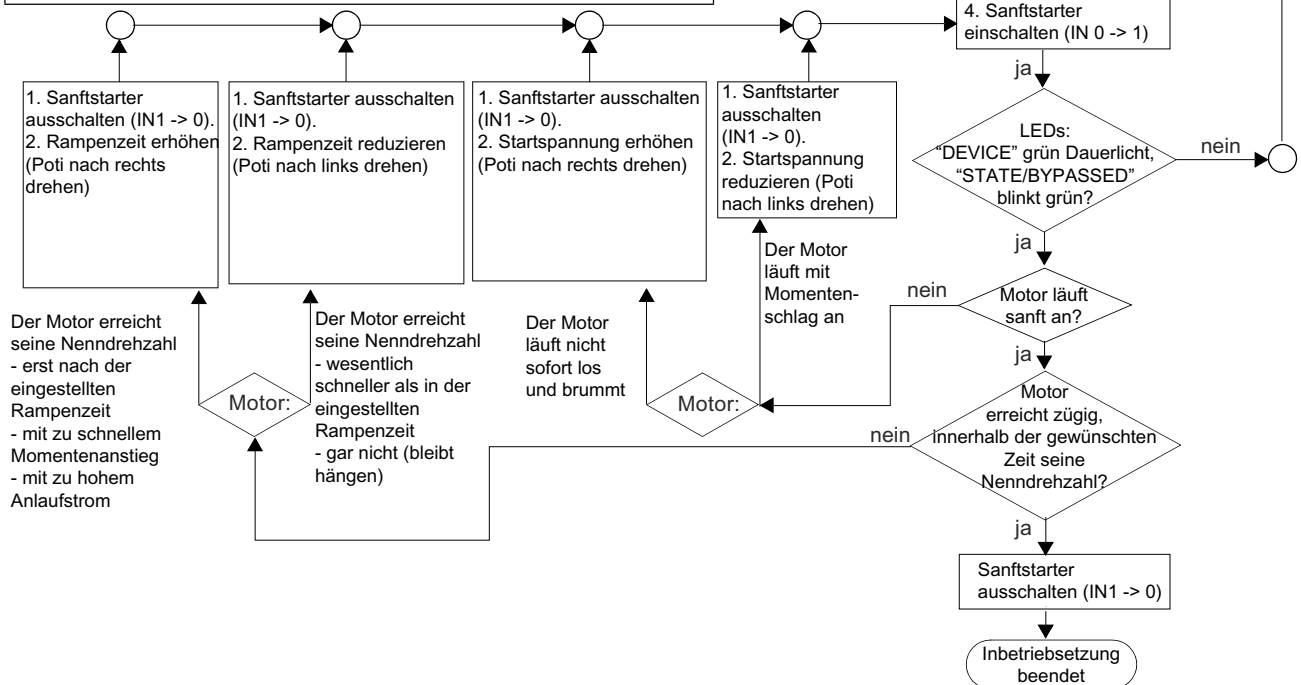 4. Sanftstarter
einschalten (IN 0 -> 1)
ja
1. Sanftstarter
ausschalten (IN1 -> 0).
2. Rampenzeit erhöhen
(Poti nach rechts
drehen)
1. Sanftstarter ausschalten
(IN1 -> 0).
2. Rampenzeit reduzieren
(Poti nach links drehen)
1. Sanftstarter ausschalten
(IN1 -> 0).
2. Startspannung erhöhen
(Poti nach rechts drehen)
1. Sanftstarter
ausschalten
(IN1 -> 0).
2. Startspannung
reduzieren (Poti
nach links drehen)
LEDs:
“DEVICE” grün Dauerlicht,
“STATE/BYPASSED”
blinkt grün?
nein
ja
Der Motor
läuft mit
Momenten-
schlag an
nein
Motor läuft
sanft an?
ja
Der Motor erreicht
seine Nenndrehzahl
- erst nach der
eingestellten
Rampenzeit
- mit zu schnellem
Momentenanstieg
- mit zu hohem
Anlaufstrom
Motor:
Der Motor erreicht
seine Nenndrehzahl
- wesentlich
schneller als in der
eingestellten
Rampenzeit
- gar nicht (bleibt
hängen)
Der Motor
läuft nicht
sofort los
und brummt
Motor:
nein
Motor
erreicht zügig,
innerhalb der gewünschten
Zeit seine
Nenndrehzahl?
ja
Sanftstarter
ausschalten (IN1 -> 0)
Inbetriebsetzung
beendet